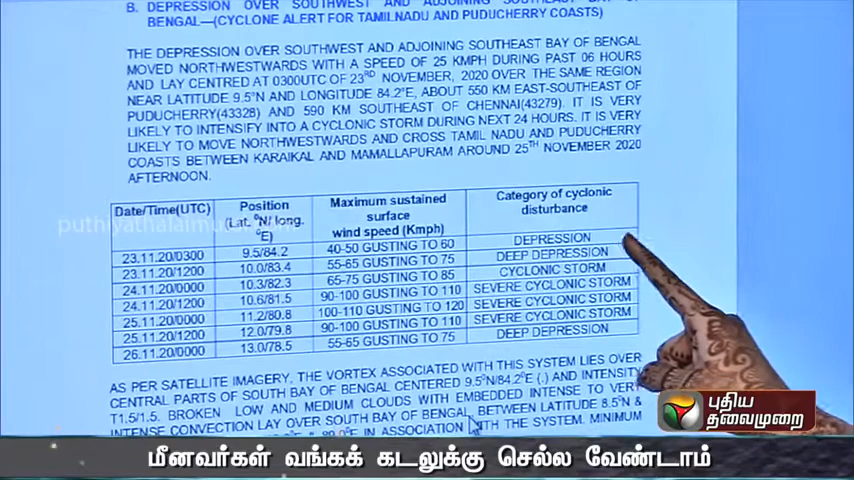 B. DEPRESSION OVER SOUTHWEST AND ADJOINING SOUTHEAST BAY OF
BENGAL—(CYCLONE ALERT FOR TAMILNADU AND PUDUCHERRY COASTS)
THE DEPRESSION OVER SOUTHWEST AND ADJOINING SOUTHEAST BAY OF BENGAL
MOVED NORTHWESTWARDS WITH A SPEED OF 25 KMPH DURING PAST 06 HOURS
AND LAY CENTRED AT 0300UTC OF 23RD NOVEMBER, 2020 OVER THE SAME REGION
NEAR LATITUDE 9.5°N AND LONGITUDE 84.2°E, ABOUT 550 KM EAST-SOUTHEAST OF
PUDUCHERRY(43328) AND 590 KM SOUTHEAST OF CHENNAI(43279). IT IS VERY
LIKELY TO INTENSIFY INTO A CYCLONIC STORM DURING NEXT 24 HOURS. IT IS VERY
LIKELY TO MOVE NORTHWESTWARDS AND CROSS TAMIL NADU AND PUDUCHERRY
COASTS BETWEEN KARAIKAL AND MAMALLAPURAM AROUND 25TH NOVEMBER 2020
AFTERNOON.
Date/Time(UTC) Position (Lat. °N/ long. °E) Maximum sustained surface wind speed (Kmph) Category of cyclonic disturbance
23.11.20/0300 9.5/84.2 40-50 GUSTING TO 60 DEPRESSION
23.11.20/1200 10.0/83.4 55-65 GUSTING TO 75 DEEP DEPRESSION
24.11.20/0000 10.3/82.3 65-75 GUSTING TO 85 CYCLONIC STORM
24.11.20/1200 10.6/81.5 90-100 GUSTING TO 110 SEVERE CYCLONIC STORM
25.11.20/0000 11.2/80.8 100-110 GUSTING TO 120 SEVERE CYCLONIC STORM
25.11.20/1200 12.0/79.8 90-100 GUSTING TO 110 SEVERE CYCLONIC STORM
26.11.20/0000 13.0/78.5 55-65 GUSTING TO 75 DEEP DEPRESSION
AS PER SATELLITE IMAGERY, THE VORTEX ASSOCIATED WITH THIS SYSTEM LIES OVER
CENTRAL PARTS OF SOUTH BAY OF BENGAL CENTERED 9.5°N/84.2°E (.) AND INTENSITY
T1.5/1.5. BROKEN LOW AND MEDIUM CLOUDS WITH EMBEDDED INTENSE TO VERY
INTENSE CONVECTION LAY OVER SOUTH BAY OF BENGAL, BETWEEN LATITUDE 8.5°N &
IN ASSOCIATION WITH THE SYSTEM. MINIMUM
புதிய
தலைமுறை
மீனவர்கள் வங்கக் கடலுக்கு செல்ல வேண்டாம்